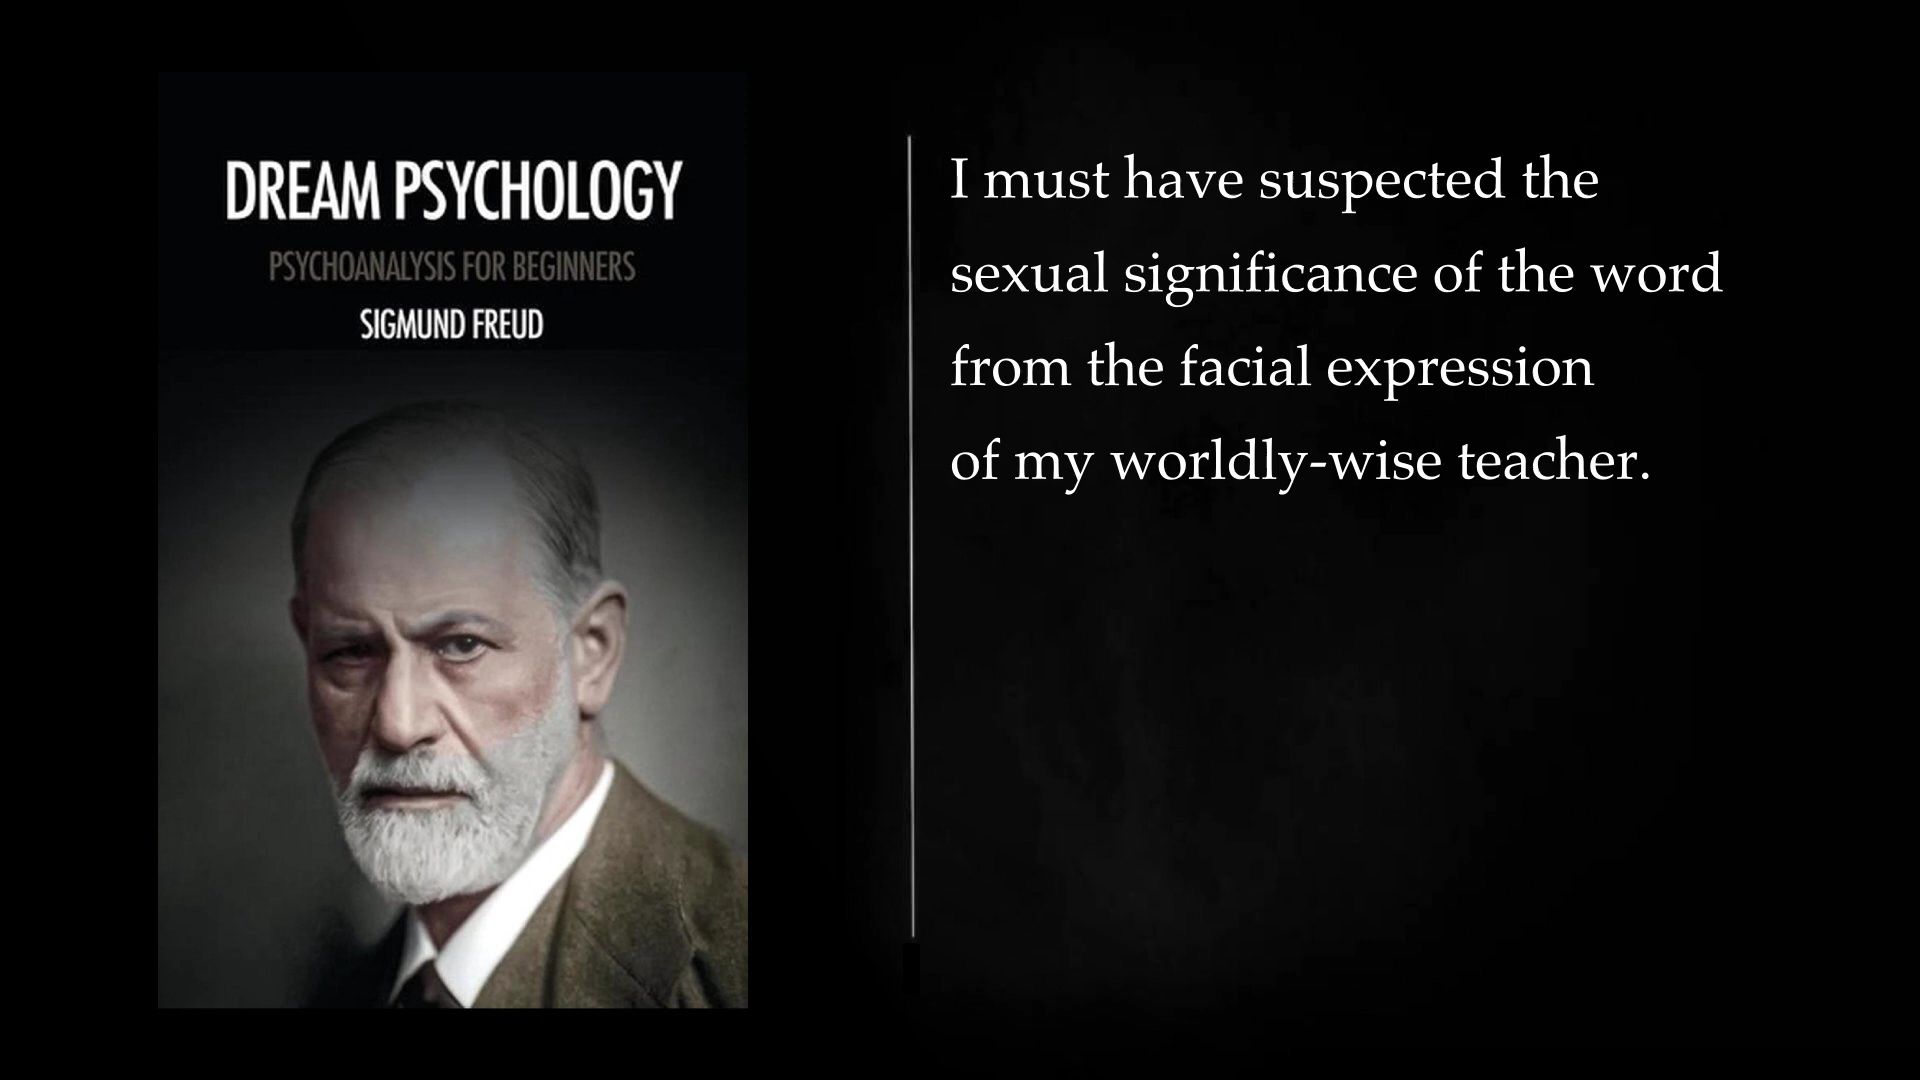 DREAM PSYCHOLOGY
PSYCHOANALYSIS FOR BEGINNERS
SIGMUND FREUD
I must have suspected the
sexual significance of the word
from the facial expression
of my worldly-wise teacher.